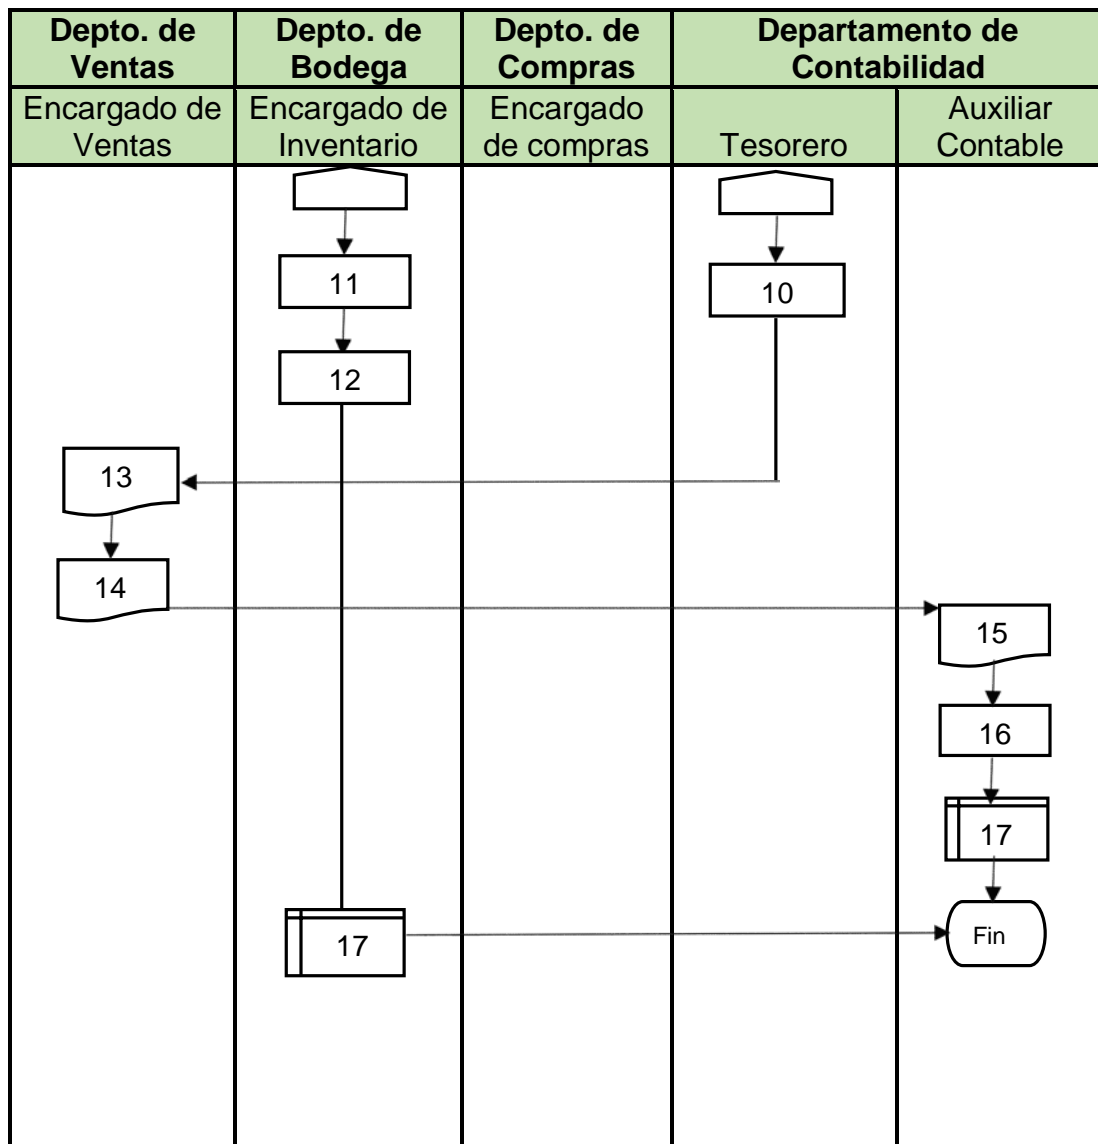 Depto. de
Ventas
Depto. de
Bodega
Depto. de
Compras
Departamento de
Contabilidad
Encargado de
Ventas
Encargado de
Inventario
Encargado
de compras
Tesorero
Auxiliar
Contable
11
10
12
13
14
15
16
17
17
Fin